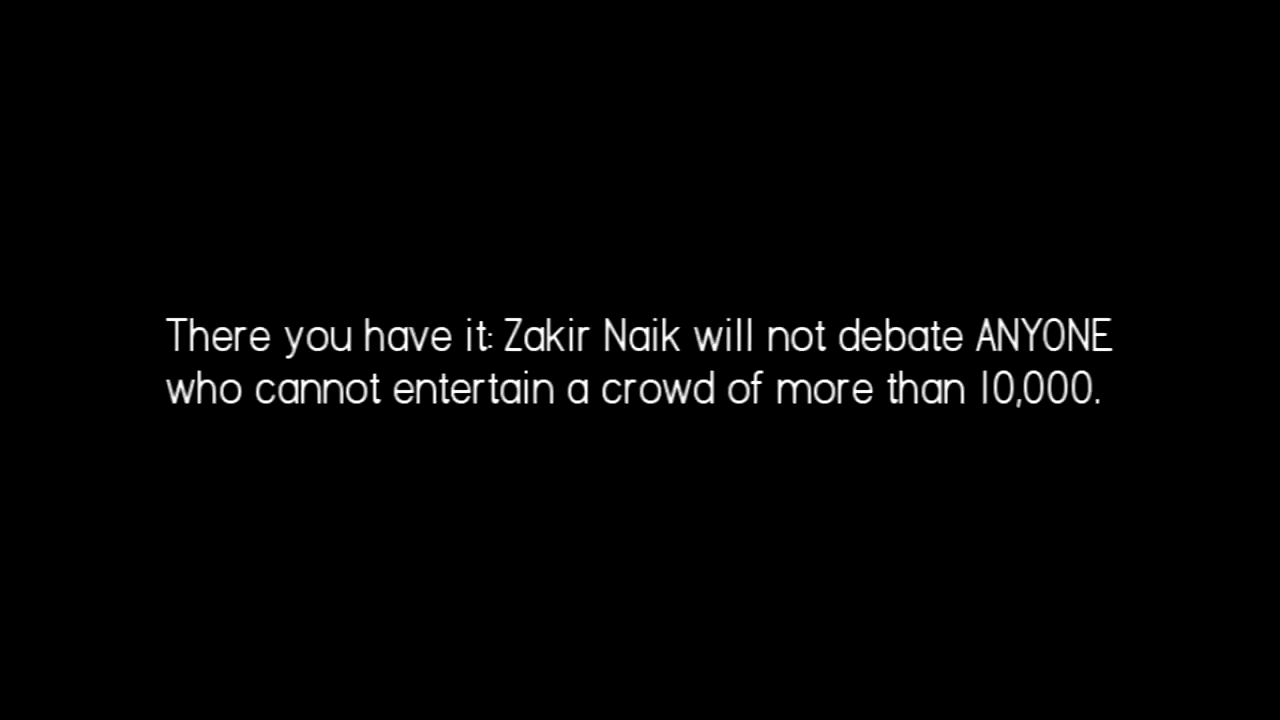 There you have it: Zakir Naik will not debate ANYONE
who cannot entertain a crowd of more than 10,000.